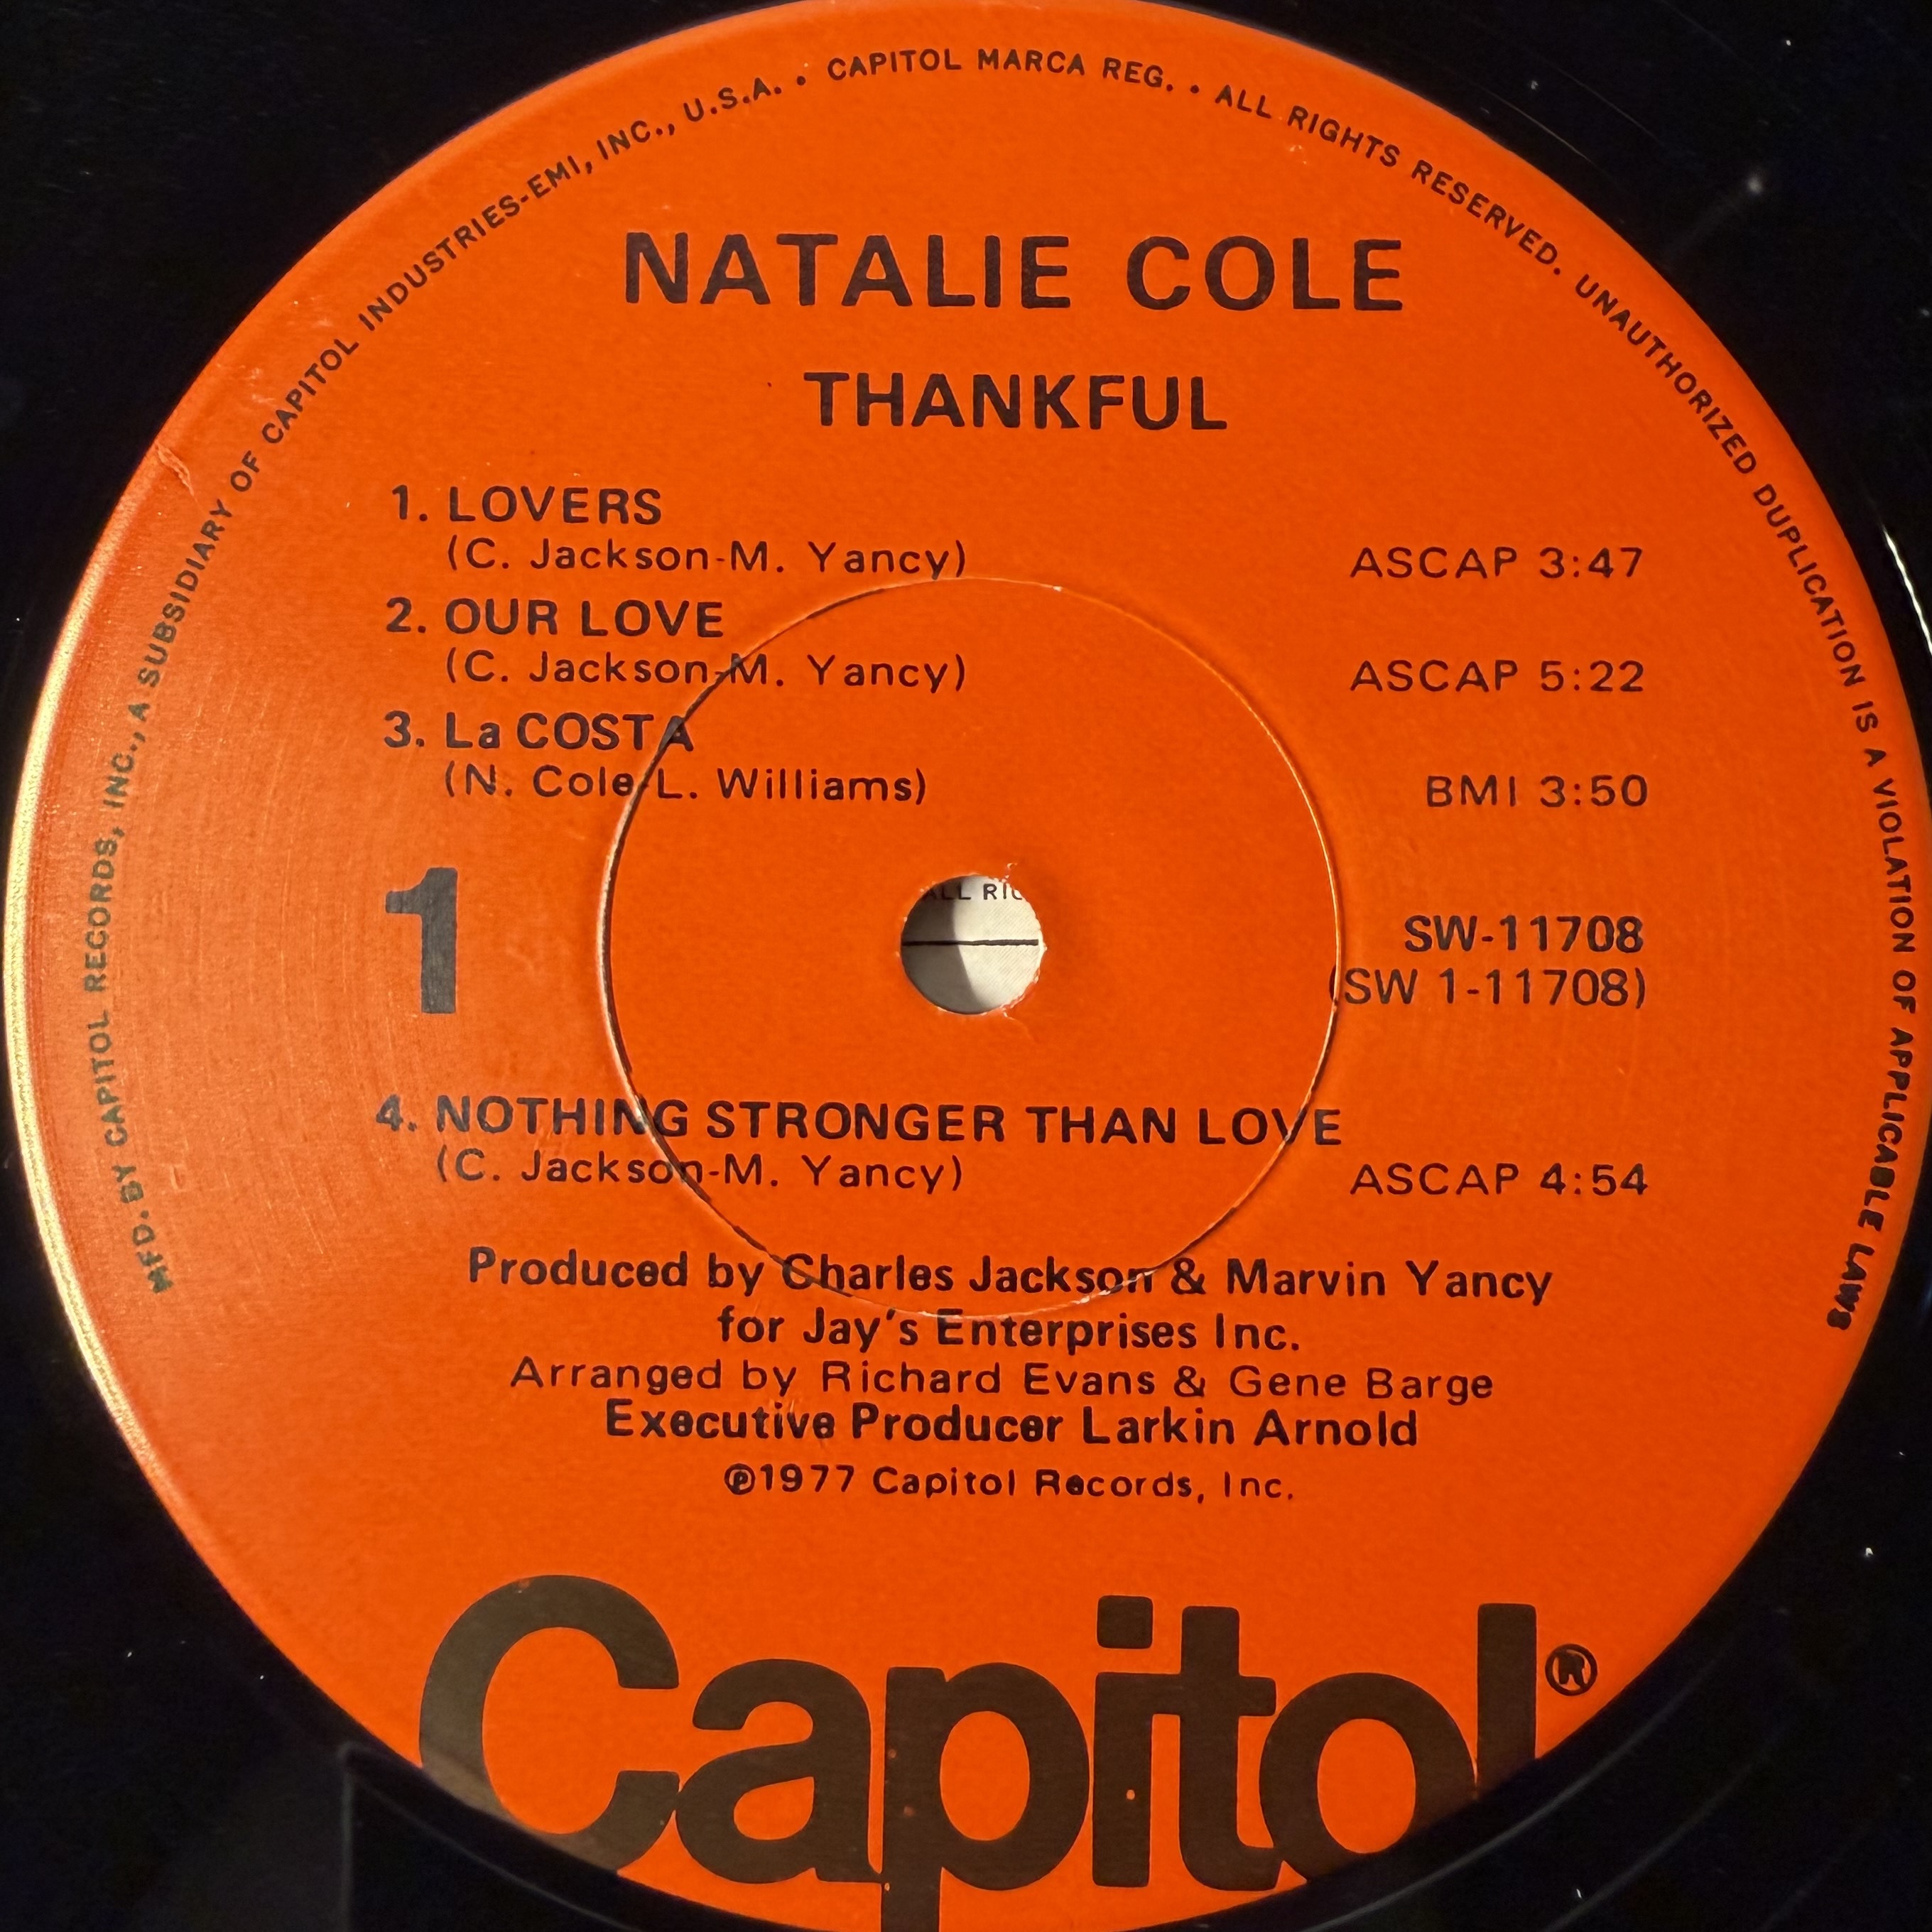 MFD. BY CAPITOL RECORDS, INC., A SUBSIDIARY OF CAPITOL INDUSTRIES-EMI, INC., U.S.A. • CAPITOL MARCA REG. • ALL RIGHTS RESERVED. UNAUTHORIZED DUPLICATION IS A VIOLATION OF APPLICABLE LAWS
NATALIE COLE
THANKFUL
1. LOVERS
(C. Jackson-M. Yancy) ASCAP 3:47
2. OUR LOVE
(C. Jackson-M. Yancy) ASCAP 5:22
3. La COSTA
(N. Cole-L. Williams) BMI 3:50
1
ALL RIG
SW-11708
(SW 1-11708)
4. NOTHING STRONGER THAN LOVE
(C. Jackson-M. Yancy) ASCAP 4:54
Produced by Charles Jackson & Marvin Yancy
for Jay's Enterprises Inc.
Arranged by Richard Evans & Gene Barge
Executive Producer Larkin Arnold
℗1977 Capitol Records, Inc.
Capitol®